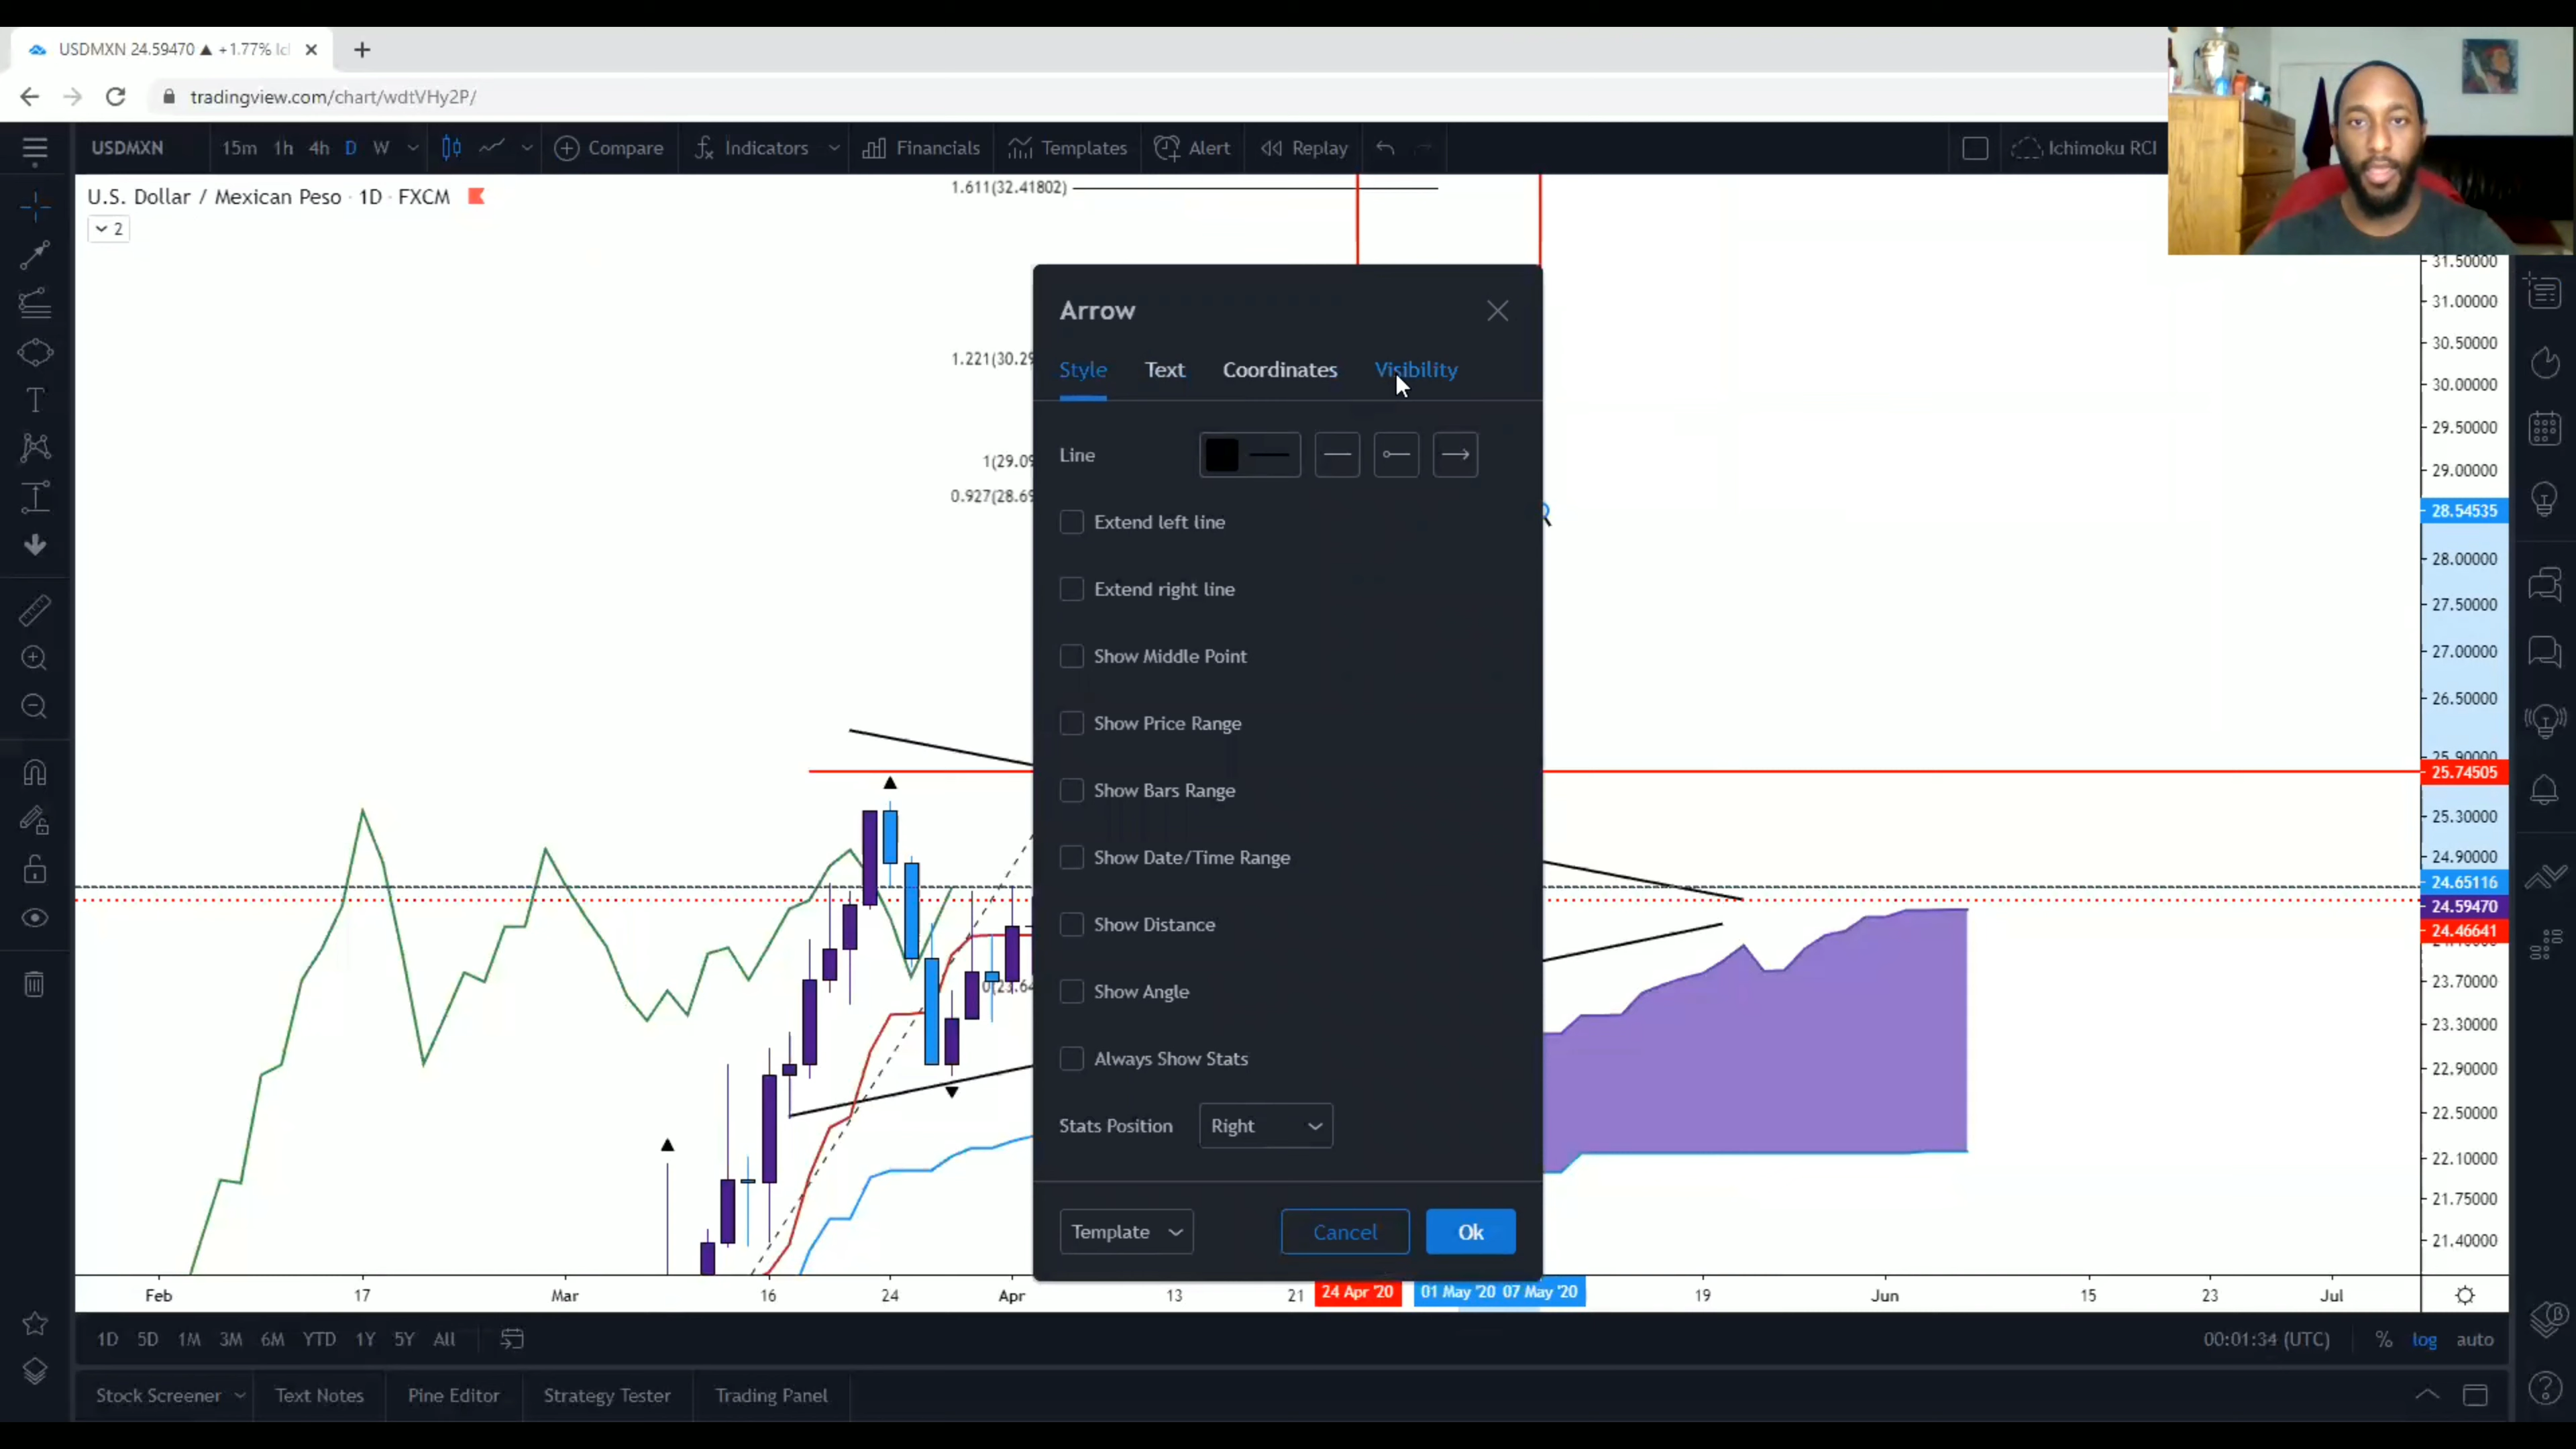 USDMXN 24.59470 ▲ +1.77% Ic
tradingview.com/chart/wdtVHy2P/
USDMXN 15m 1h 4h D W Compare Indicators Financials Templates Alert Replay Ichimoku RCI
U.S. Dollar / Mexican Peso · 1D · FXCM
2
1.611(32.41802)
1.221(30.29
1(29.09
0.927(28.69
0(23.64
Arrow
Style Text Coordinates Visibility
Line
Extend left line
Extend right line
Show Middle Point
Show Price Range
Show Bars Range
Show Date/Time Range
Show Distance
Show Angle
Always Show Stats
Stats Position Right
Template Cancel Ok
31.50000
31.00000
30.50000
30.00000
29.50000
29.00000
28.54535
28.00000
27.50000
27.00000
26.50000
25.90000
25.74505
25.30000
24.90000
24.65116
24.59470
24.46641
23.70000
23.30000
22.90000
22.50000
22.10000
21.75000
21.40000
Feb 17 Mar 16 24 Apr 13 21 24 Apr '20 01 May '20 07 May '20 19 Jun 15 23 Jul
1D 5D 1M 3M 6M YTD 1Y 5Y All 00:01:34 (UTC) % log auto
Stock Screener Text Notes Pine Editor Strategy Tester Trading Panel